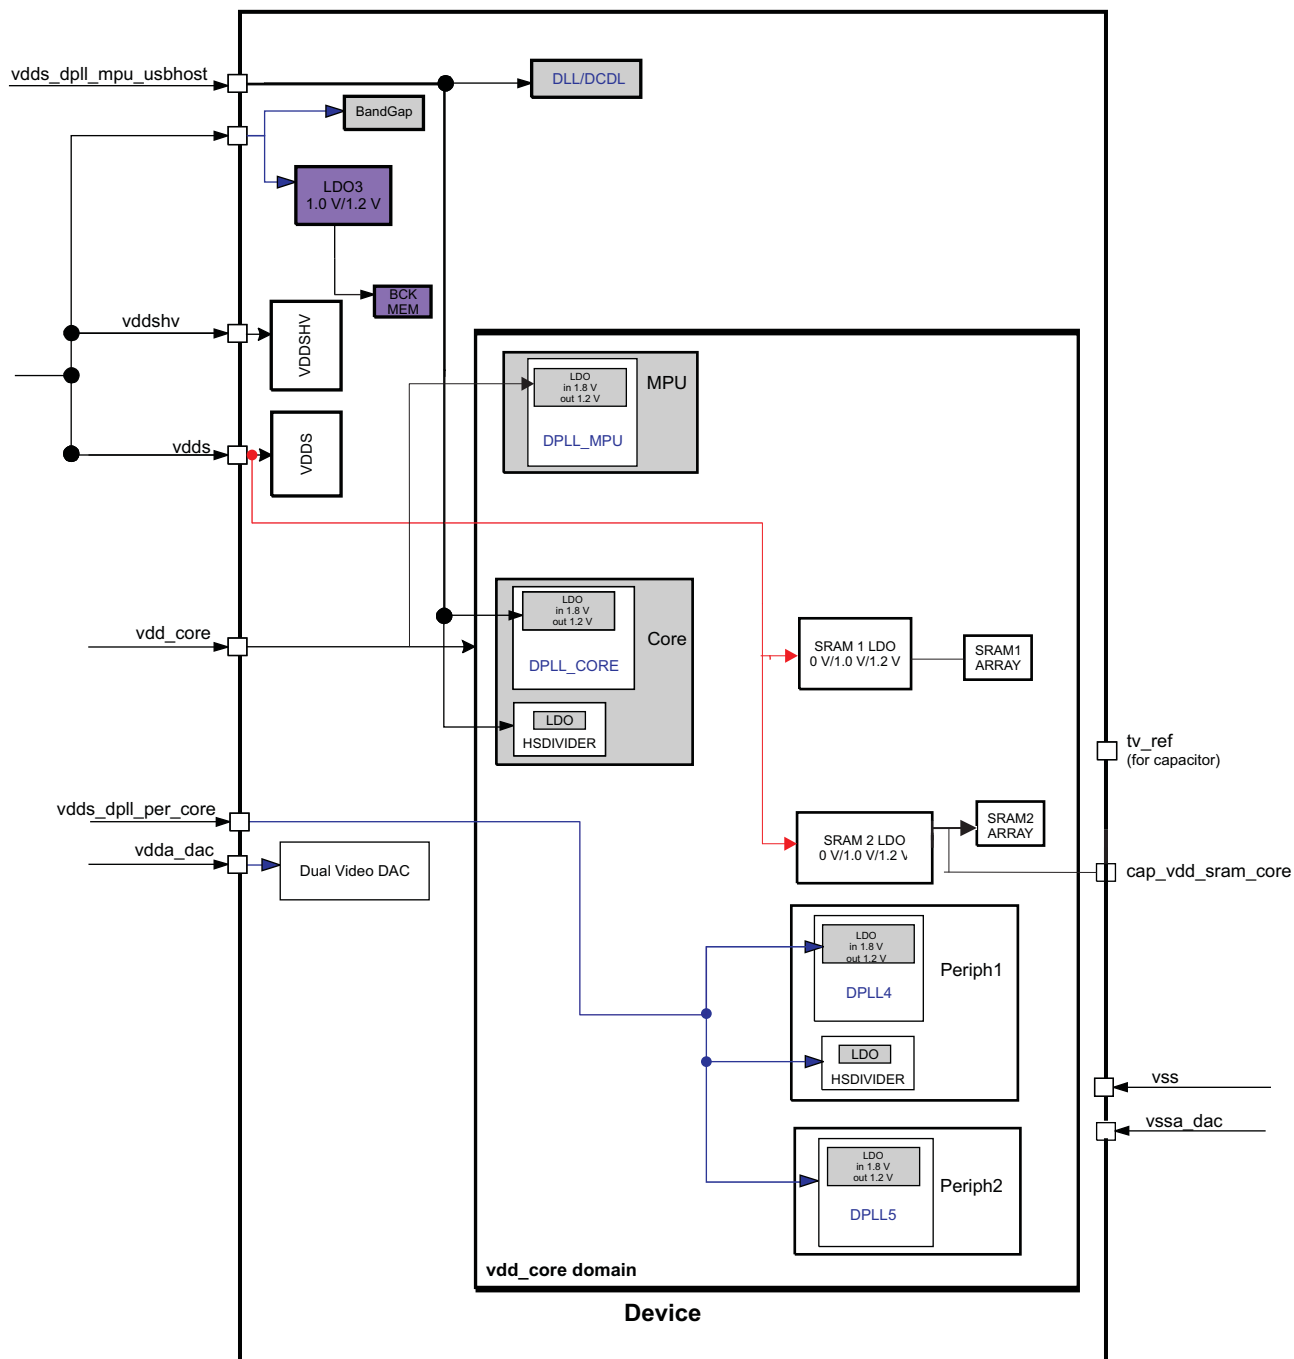 vdds_dpll_mpu_usbhost
DLL/DCDL
BandGap
LDO3
1.0 V/1.2 V
BCK
MEM
vddshv
VDDSHV
LDO
in 1.8 V
out 1.2 V
MPU
DPLL_MPU
vdds
VDDS
LDO
in 1.8 V
out 1.2 V
Core
DPLL_CORE
vdd_core
SRAM 1 LDO
0 V/1.0 V/1.2 V
SRAM1
ARRAY
LDO
HSDIVIDER
tv_ref
(for capacitor)
vdds_dpll_per_core
vdda_dac
Dual Video DAC
SRAM 2 LDO
0 V/1.0 V/1.2 V
SRAM2
ARRAY
cap_vdd_sram_core
LDO
in 1.8 V
out 1.2 V
Periph1
DPLL4
LDO
HSDIVIDER
vss
vssa_dac
LDO
in 1.8 V
out 1.2 V
Periph2
DPLL5
vdd_core domain
Device